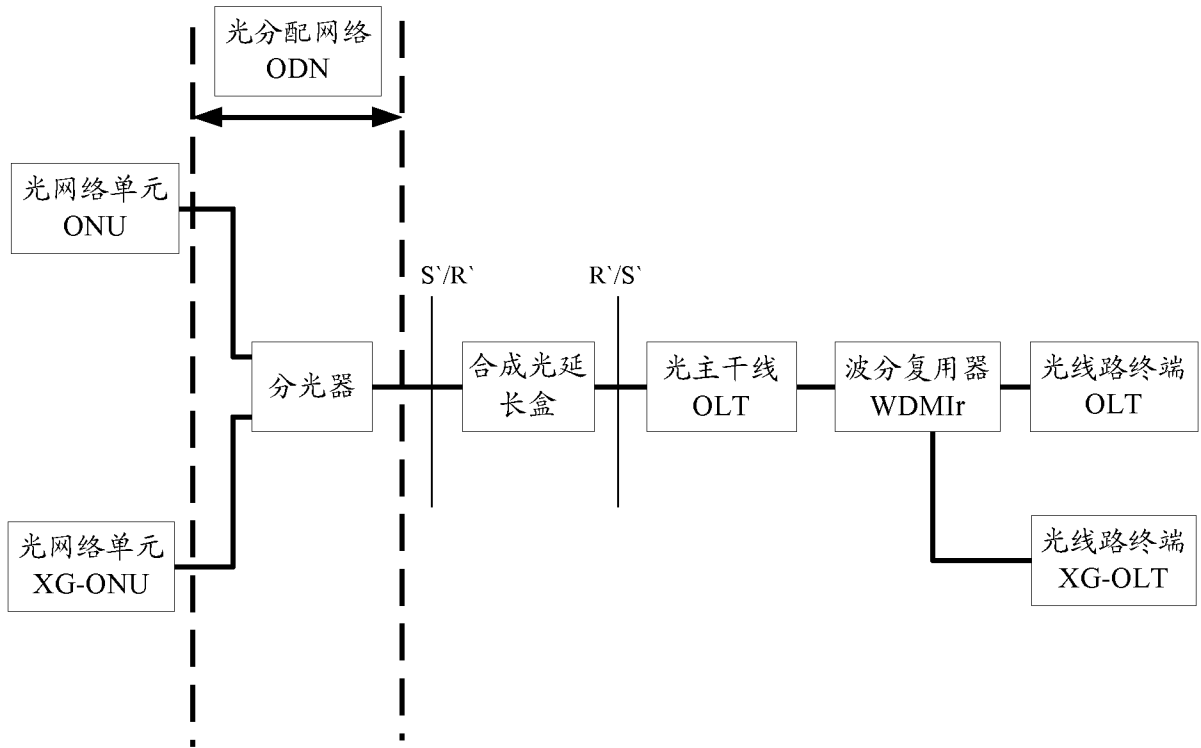 光分配网络
ODN
光网络单元
ONU
S`/R`
R`/S`
分光器
合成光延
长盒
光主干线
OLT
波分复用器
WDMIr
光线路终端
OLT
光网络单元
XG-ONU
光线路终端
XG-OLT